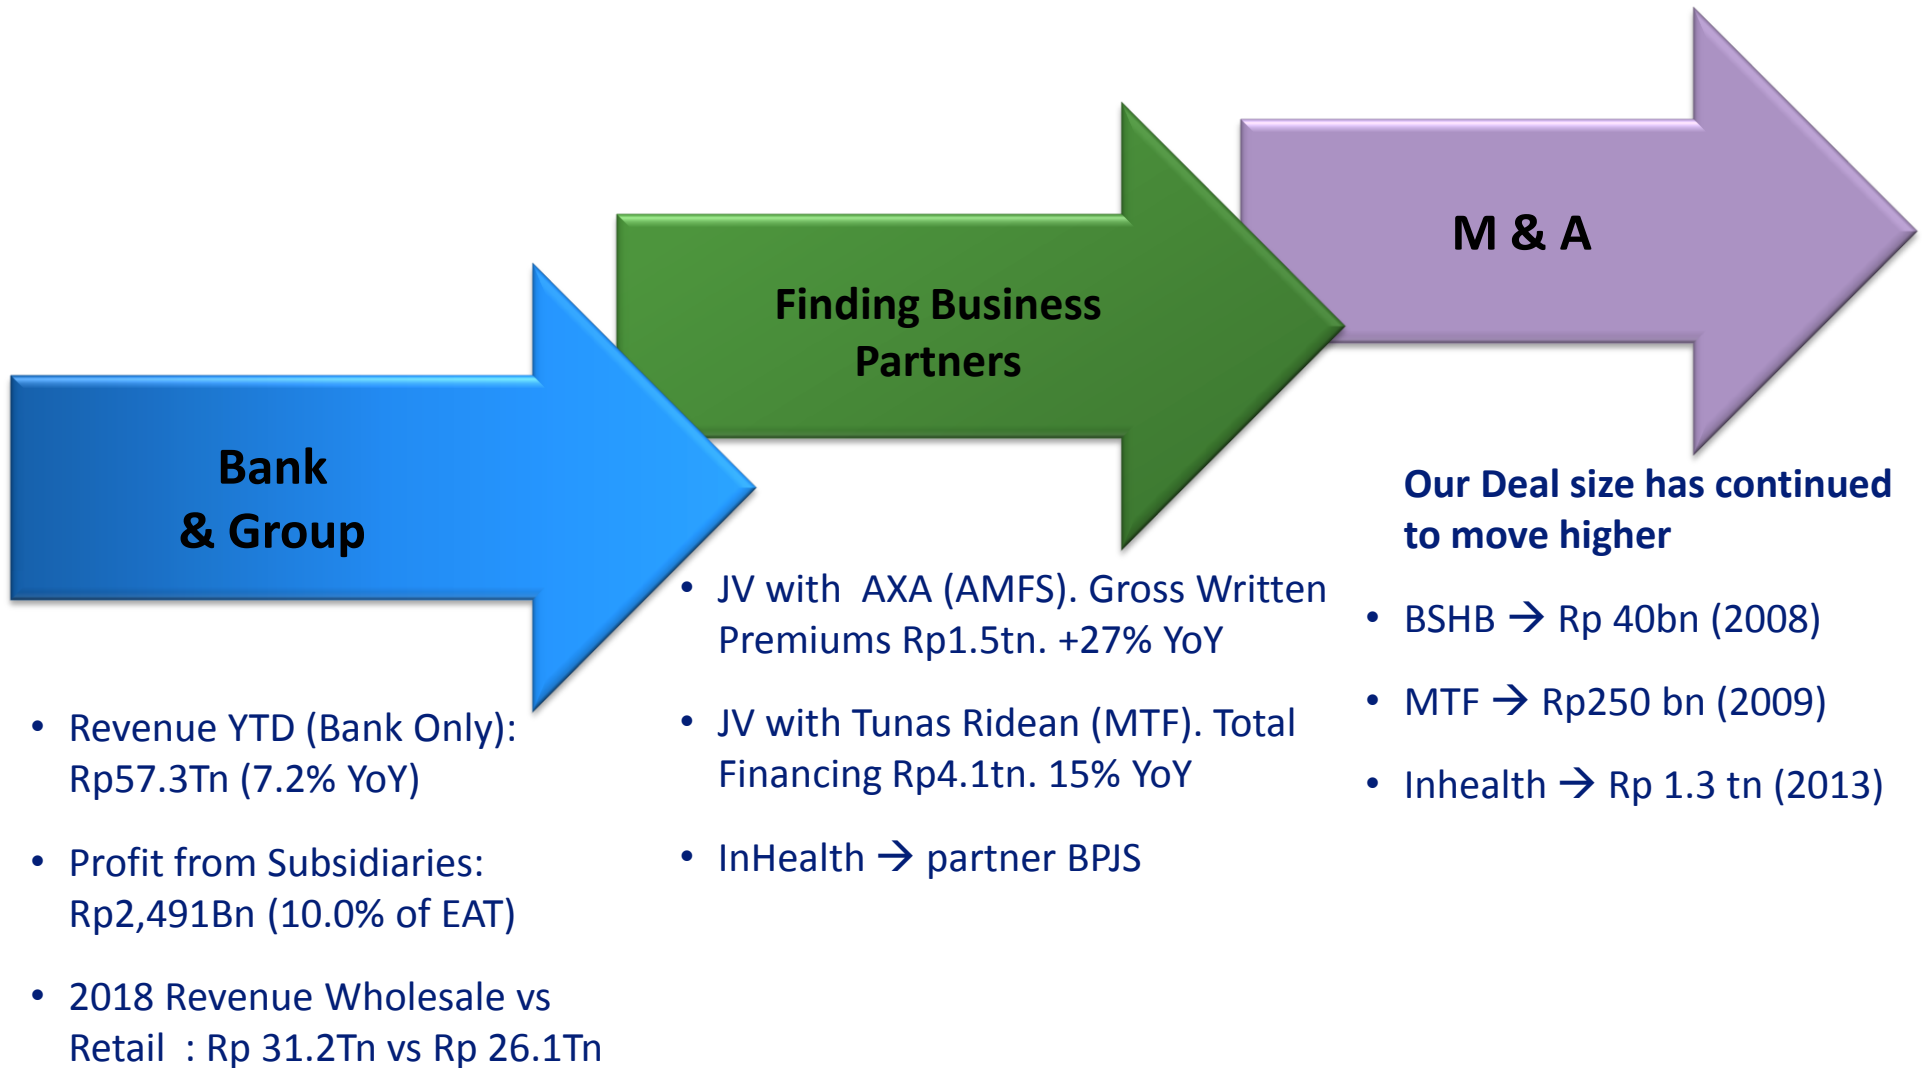 Bank
& Group
• Revenue YTD (Bank Only):
Rp57.3Tn (7.2% YoY)
• Profit from Subsidiaries:
Rp2,491Bn (10.0% of EAT)
• 2018 Revenue Wholesale vs
Retail : Rp 31.2Tn vs Rp 26.1Tn
Finding Business
Partners
• JV with AXA (AMFS). Gross Written
Premiums Rp1.5tn. +27% YoY
• JV with Tunas Ridean (MTF). Total
Financing Rp4.1tn. 15% YoY
• InHealth → partner BPJS
M & A
Our Deal size has continued
to move higher
• BSHB → Rp 40bn (2008)
• MTF → Rp250 bn (2009)
• Inhealth → Rp 1.3 tn (2013)